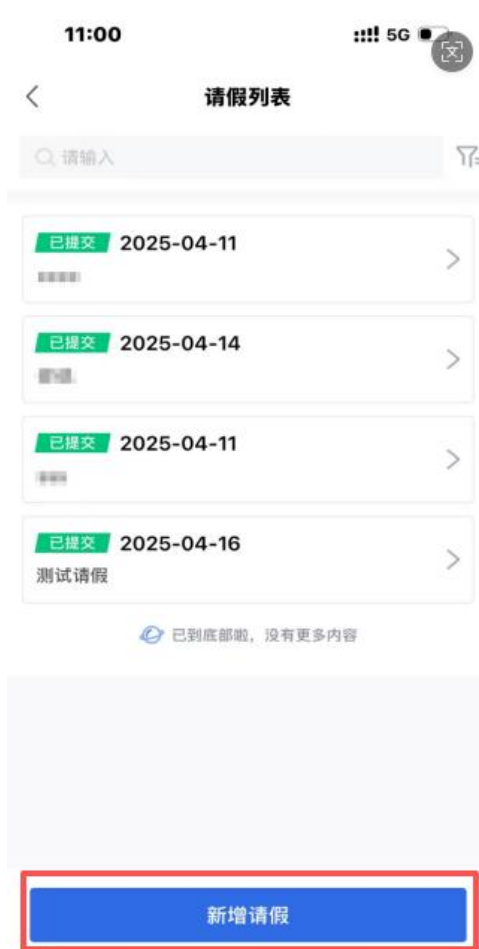 11:00 5G
请假列表
请输入
已提交 2025-04-11
已提交 2025-04-14
已提交 2025-04-11
已提交 2025-04-16
测试请假
已到底部啦，没有更多内容
新增请假